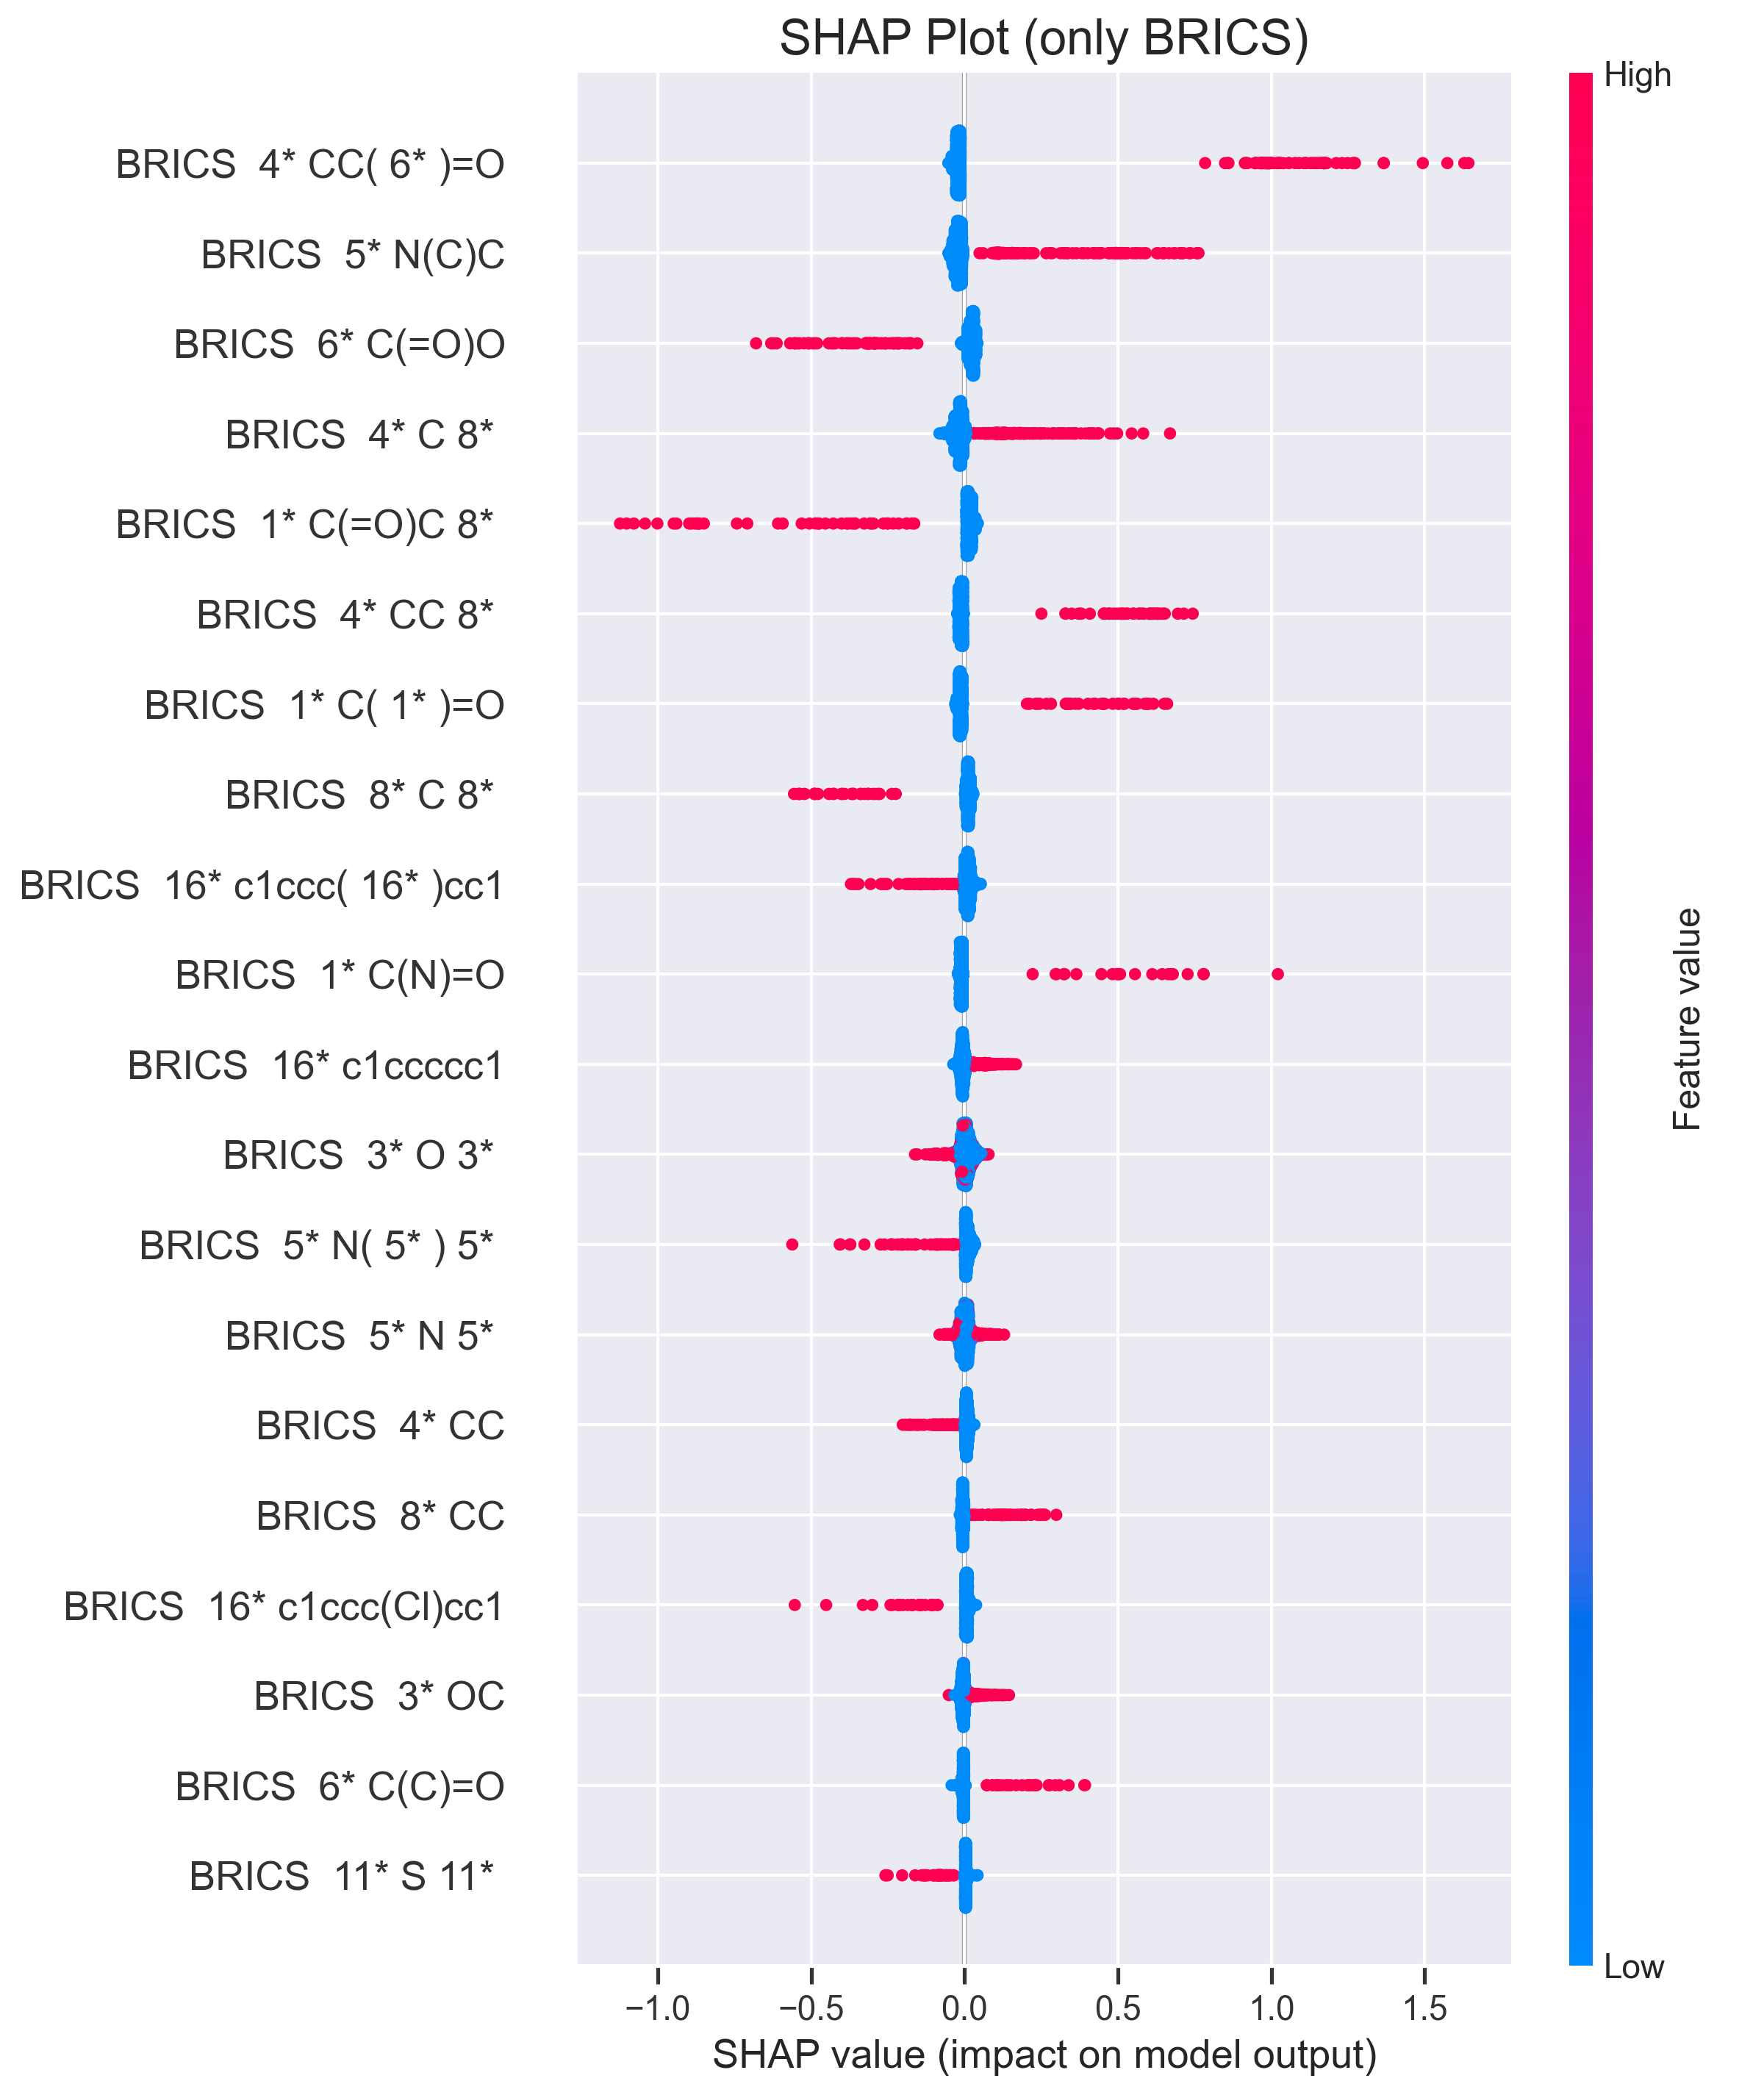 SHAP Plot (only BRICS)
High
BRICS 4* CC( 6* )=O
BRICS 5* N(C)C
BRICS 6* C(=O)O
BRICS 4* C 8*
BRICS 1* C(=O)C 8*
BRICS 4* CC 8*
BRICS 1* C( 1* )=O
BRICS 8* C 8*
BRICS 16* c1ccc( 16* )cc1
BRICS 1* C(N)=O
BRICS 16* c1ccccc1
BRICS 3* O 3*
BRICS 5* N( 5* ) 5*
BRICS 5* N 5*
BRICS 4* CC
BRICS 8* CC
BRICS 16* c1ccc(Cl)cc1
BRICS 3* OC
BRICS 6* C(C)=O
BRICS 11* S 11*
Feature value
Low
−1.0 −0.5 0.0 0.5 1.0 1.5
SHAP value (impact on model output)